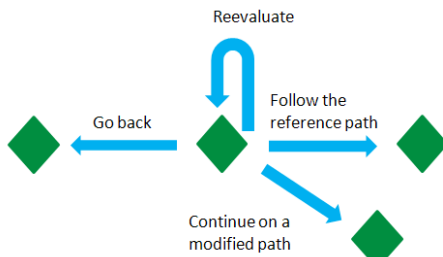 Reevaluate
Go back
Follow the
reference path
Continue on a
modified path